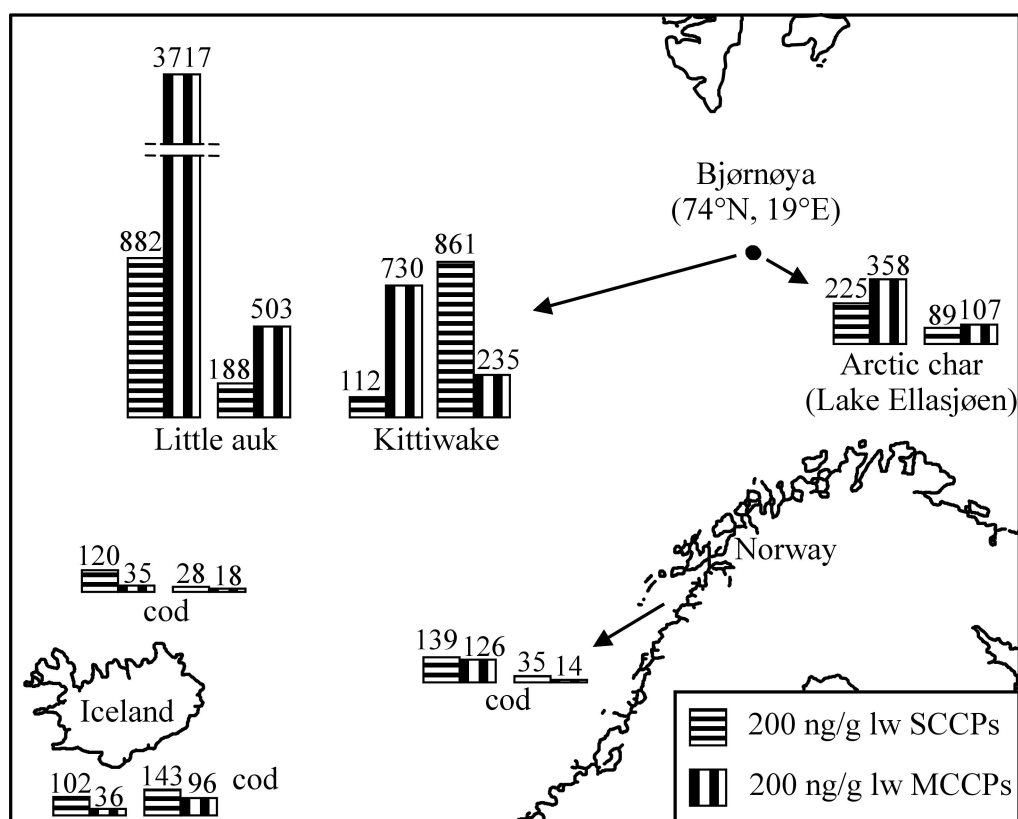 3717
882
188
503
Little auk
112
730
861
235
Kittiwake
Bjørnøya
(74°N, 19°E)
225
358
89
107
Arctic char
(Lake Ellasjøen)
Norway
120
35
28
18
cod
139
126
35
14
cod
Iceland
102
36
143
96
cod
200 ng/g lw SCCPs
200 ng/g lw MCCPs